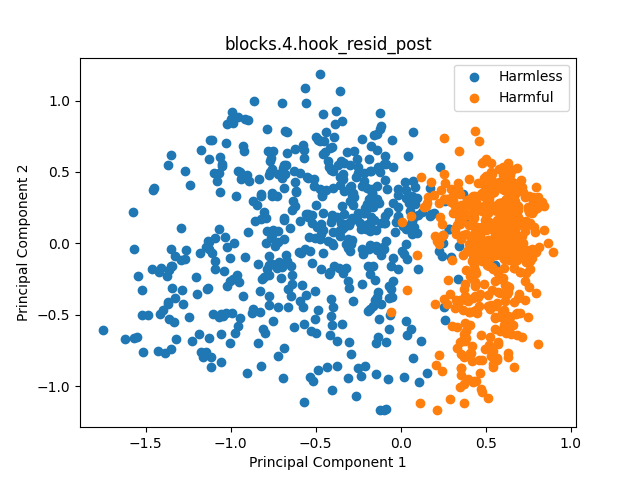 blocks.4.hook_resid_post
Harmless
Harmful
Principal Component 2
1.0
0.5
0.0
−0.5
−1.0
−1.5
−1.0
−0.5
0.0
0.5
1.0
Principal Component 1